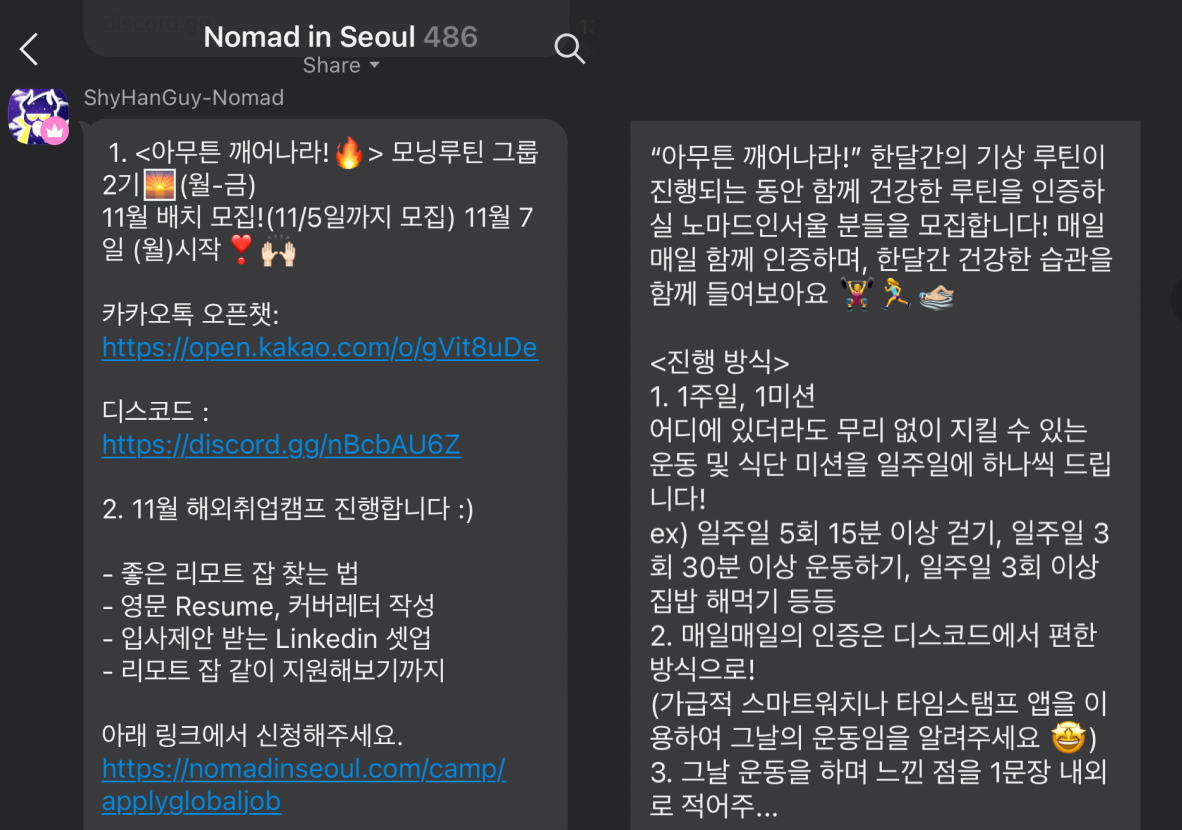 Nomad in Seoul 486
Share
ShyHanGuy-Nomad
1. <아무튼 깨어나라!🔥> 모닝루틴 그룹
2기🌅(월-금)
11월 배치 모집!(11/5일까지 모집) 11월 7
일 (월)시작❣️🙌🏻
카카오톡 오픈챗:
https://open.kakao.com/o/gVit8uDe
디스코드 :
https://discord.gg/nBcbAU6Z
2. 11월 해외취업캠프 진행합니다 :)
- 좋은 리모트 잡 찾는 법
- 영문 Resume, 커버레터 작성
- 입사제안 받는 Linkedin 셋업
- 리모트 잡 같이 지원해보기까지
아래 링크에서 신청해주세요.
https://nomadinseoul.com/camp/
applyglobaljob
“아무튼 깨어나라!” 한달간의 기상 루틴이
진행되는 동안 함께 건강한 루틴을 인증하
실 노마드인서울 분들을 모집합니다! 매일
매일 함께 인증하며, 한달간 건강한 습관을
함께 들여보아요 🏋️‍♀️🏃‍♀️🏊
<진행 방식>
1. 1주일, 1미션
어디에 있더라도 무리 없이 지킬 수 있는
운동 및 식단 미션을 일주일에 하나씩 드립
니다!
ex) 일주일 5회 15분 이상 걷기, 일주일 3
회 30분 이상 운동하기, 일주일 3회 이상
집밥 해먹기 등등
2. 매일매일의 인증은 디스코드에서 편한
방식으로!
(가급적 스마트워치나 타임스탬프 앱을 이
용하여 그날의 운동임을 알려주세요 🤩)
3. 그날 운동을 하며 느낀 점을 1문장 내외
로 적어주...